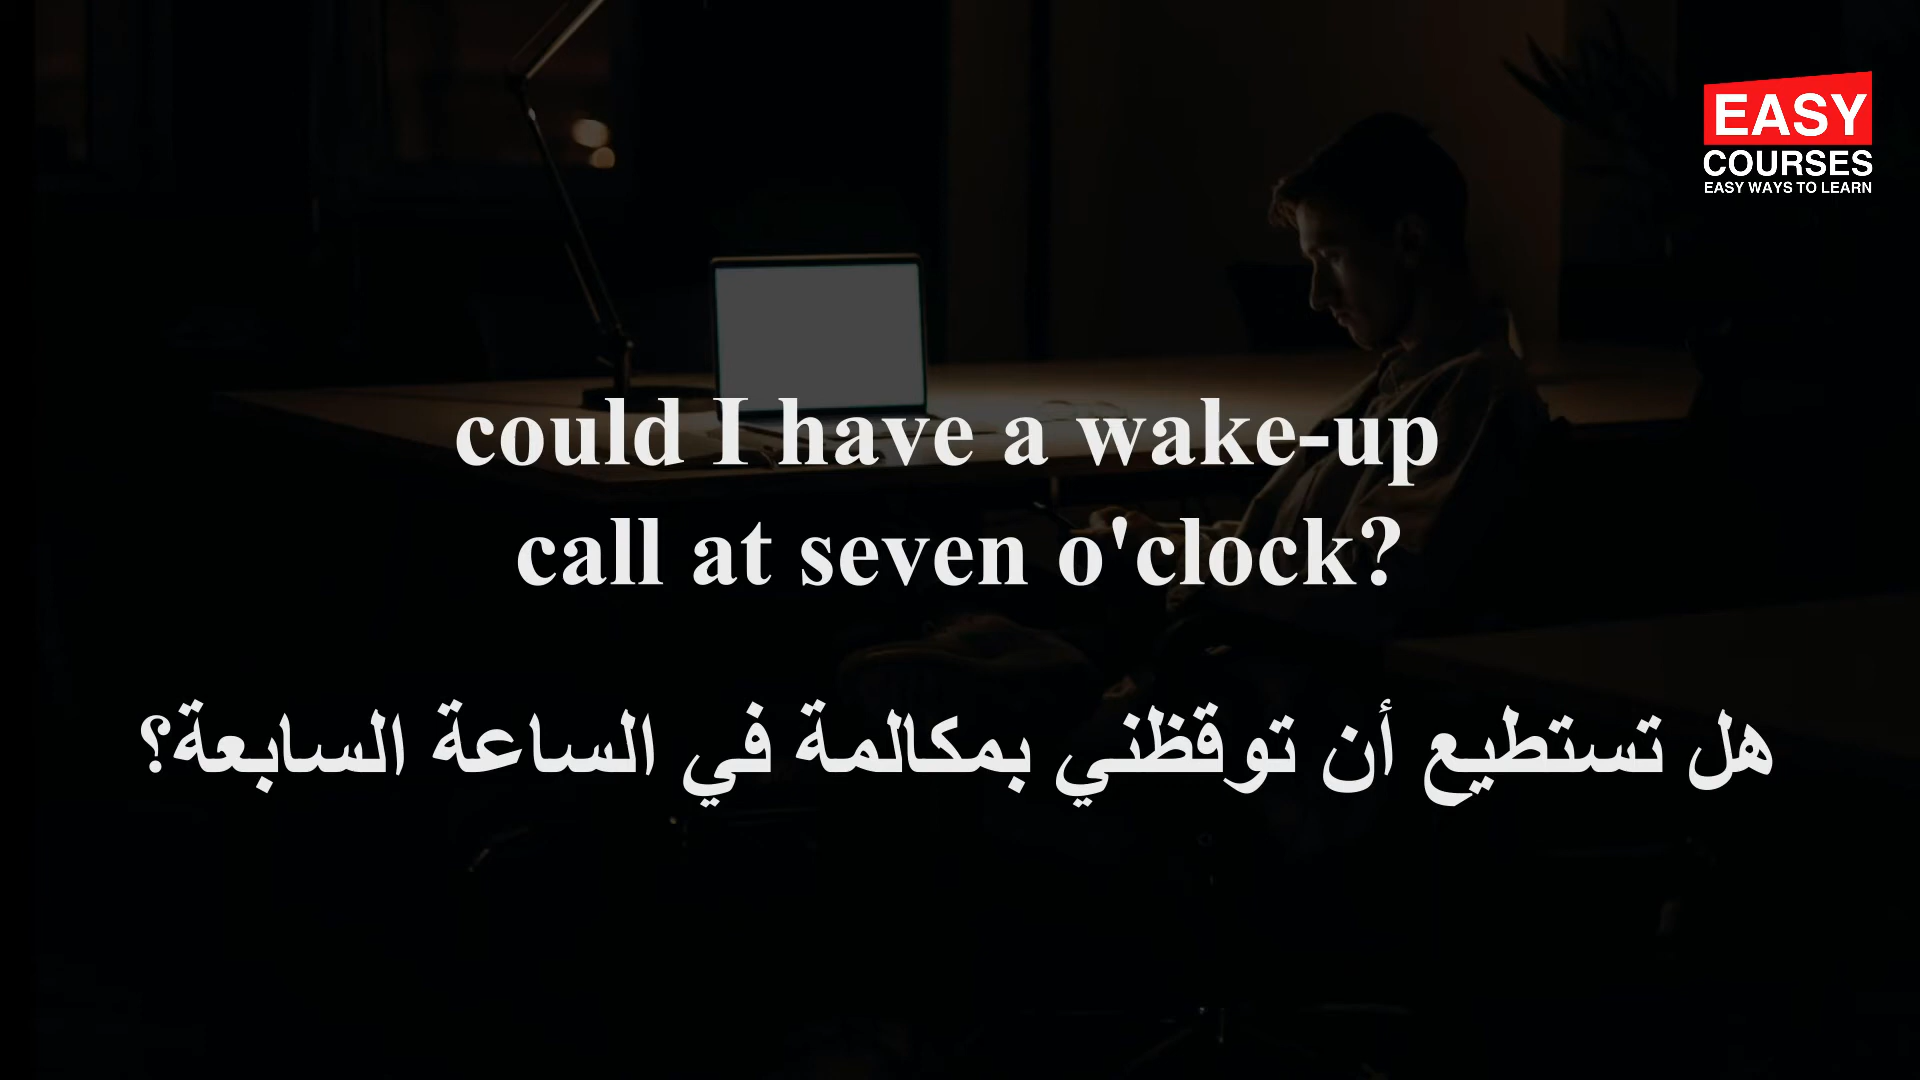 EASY
COURSES
EASY WAYS TO LEARN
could I have a wake-up
call at seven o'clock?
هل تستطيع أن توقظني بمكالمة في الساعة السابعة؟